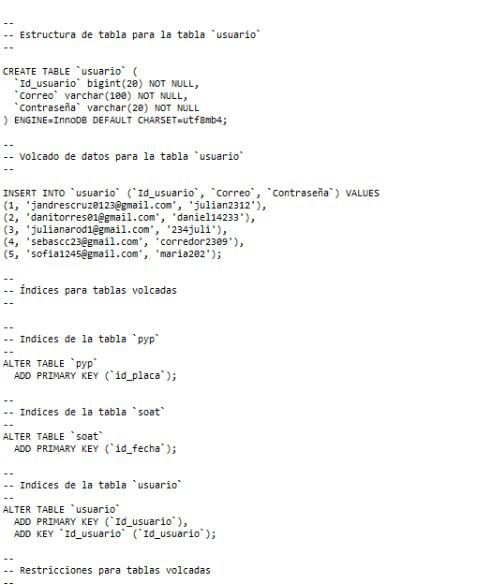 --
-- Estructura de tabla para la tabla `usuario`
--
CREATE TABLE `usuario` (
  `Id_usuario` bigint(20) NOT NULL,
  `Correo` varchar(100) NOT NULL,
  `Contraseña` varchar(20) NOT NULL
) ENGINE=InnoDB DEFAULT CHARSET=utf8mb4;
--
-- Volcado de datos para la tabla `usuario`
--
INSERT INTO `usuario` (`Id_usuario`, `Correo`, `Contraseña`) VALUES
(1, 'jandrescruz0123@gmail.com', 'julian2312'),
(2, 'danitorres01@gmail.com', 'daniel4233'),
(3, 'julianarod1@gmail.com', '234juli'),
(4, 'sebascc23@gmail.com', 'corredor2309'),
(5, 'sofia1245@gmail.com', 'maria202');
--
-- Índices para tablas volcadas
--
--
-- Indices de la tabla `pyp`
--
ALTER TABLE `pyp`
  ADD PRIMARY KEY (`id_placa`);
--
-- Indices de la tabla `soat`
--
ALTER TABLE `soat`
  ADD PRIMARY KEY (`id_fecha`);
--
-- Indices de la tabla `usuario`
--
ALTER TABLE `usuario`
  ADD PRIMARY KEY (`Id_usuario`),
  ADD KEY `Id_usuario` (`Id_usuario`);
--
-- Restricciones para tablas volcadas
--